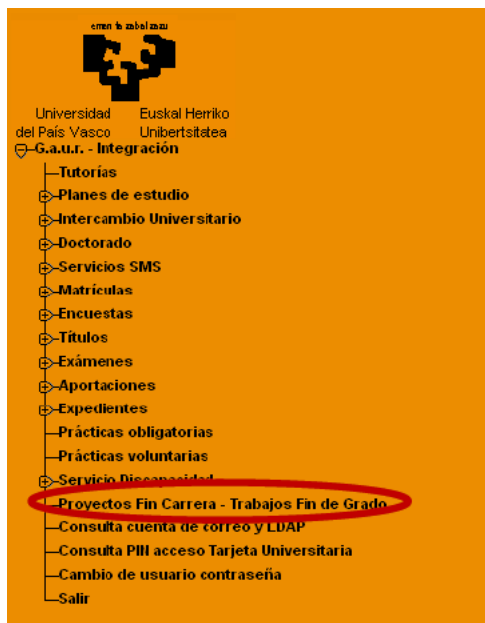 eman ta zabal zazu
Universidad Euskal Herriko
del País Vasco Unibertsitatea
G.a.u.r. - Integración
Tutorías
Planes de estudio
Intercambio Universitario
Doctorado
Servicios SMS
Matrículas
Encuestas
Títulos
Exámenes
Aportaciones
Expedientes
Prácticas obligatorias
Prácticas voluntarias
Servicio Discapacidad
Proyectos Fin Carrera - Trabajos Fin de Grado
Consulta cuenta de correo y LDAP
Consulta PIN acceso Tarjeta Universitaria
Cambio de usuario contraseña
Salir